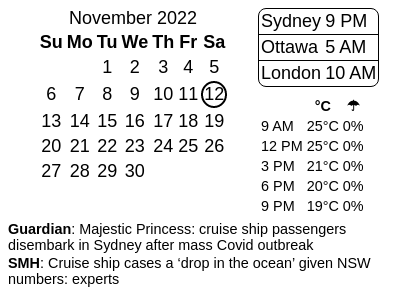 November 2022
Su Mo Tu We Th Fr Sa
1 2 3 4 5
6 7 8 9 10 11 12
13 14 15 16 17 18 19
20 21 22 23 24 25 26
27 28 29 30
Sydney 9 PM
Ottawa 5 AM
London 10 AM
°C ☂
9 AM 25°C 0%
12 PM 25°C 0%
3 PM 21°C 0%
6 PM 20°C 0%
9 PM 19°C 0%
Guardian: Majestic Princess: cruise ship passengers
disembark in Sydney after mass Covid outbreak
SMH: Cruise ship cases a ‘drop in the ocean’ given NSW
numbers: experts